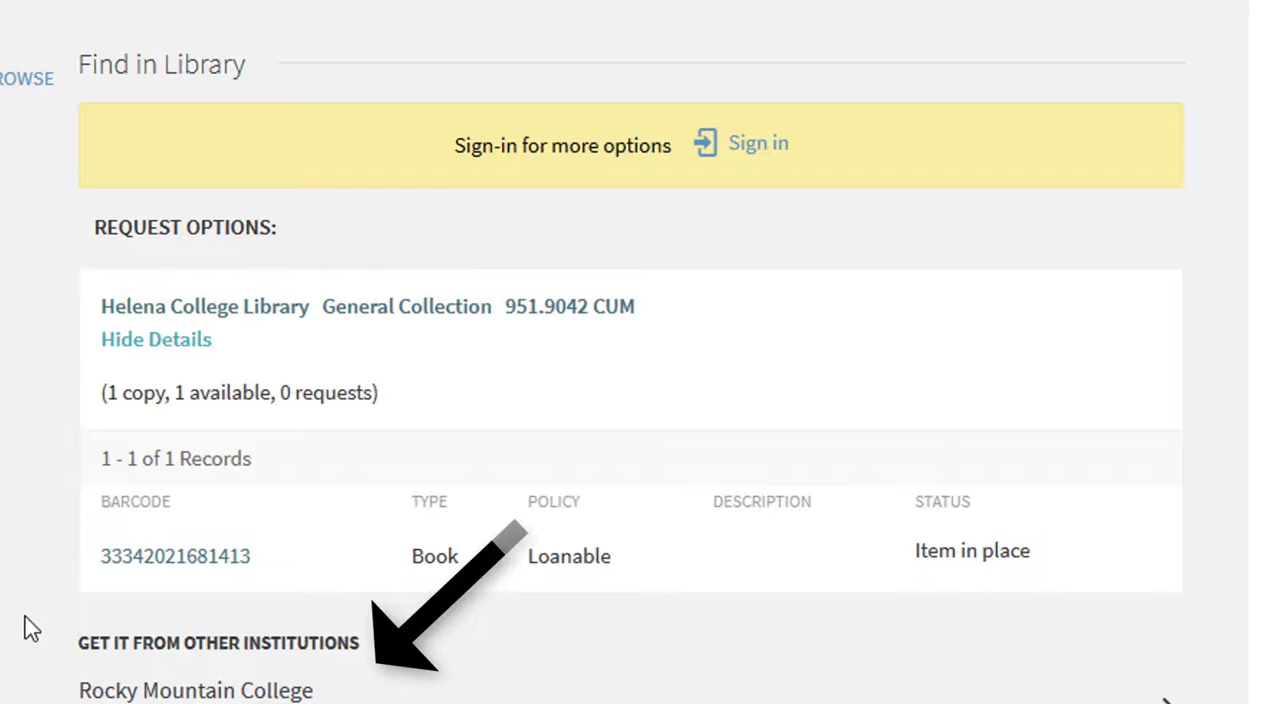 Find in Library
ROWSE
Sign-in for more options Sign in
REQUEST OPTIONS:
Helena College Library General Collection 951.9042 CUM
Hide Details
(1 copy, 1 available, 0 requests)
1 - 1 of 1 Records
BARCODE TYPE POLICY DESCRIPTION STATUS
33342021681413 Book Loanable Item in place
GET IT FROM OTHER INSTITUTIONS
Rocky Mountain College